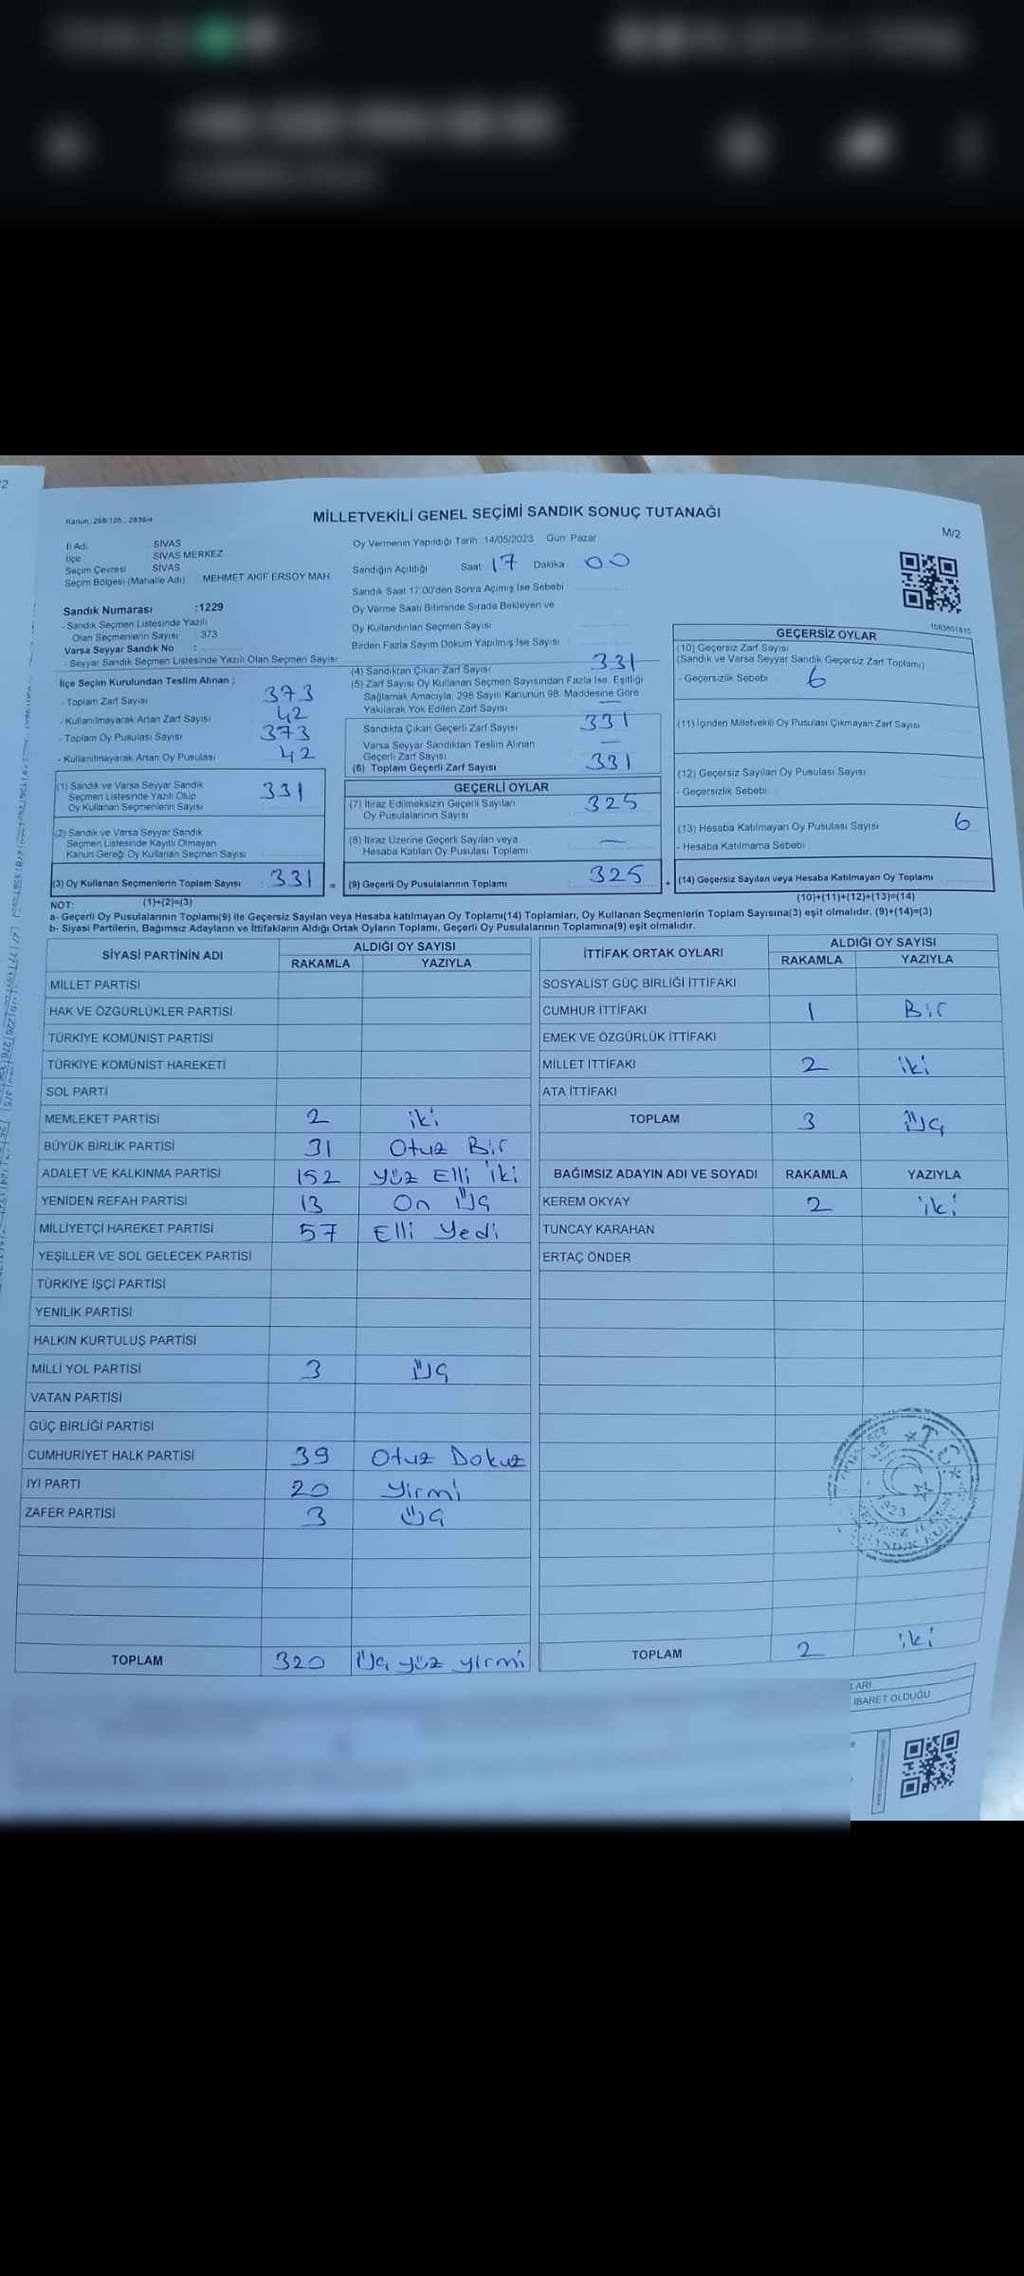 Kanun: 298/105 , 2839/4
MİLLETVEKİLİ GENEL SEÇİMİ SANDIK SONUÇ TUTANAĞI
M/2
İl Adı SİVAS
İlçe SİVAS MERKEZ
Seçim Çevresi SİVAS
Seçim Bölgesi (Mahalle Adı) MEHMET AKİF ERSOY MAH.
Oy Vermenin Yapıldığı Tarih :14/05/2023 Gün: Pazar
Sandığın Açıldığı Saat 17 Dakika 00
Sandık Saat 17:00'den Sonra Açılmış İse Sebebi
Oy Verme Saati Bitiminde Sırada Bekleyen ve
Oy Kullandırılan Seçmen Sayısı
Birden Fazla Sayım Döküm Yapılmış İse Sayısı
Sandık Numarası :1229
- Sandık Seçmen Listesinde Yazılı
Olan Seçmenlerin Sayısı 373
Varsa Seyyar Sandık No :
- Seyyar Sandık Seçmen Listesinde Yazılı Olan Seçmen Sayısı
İlçe Seçim Kurulundan Teslim Alınan ;
- Toplam Zarf Sayısı 373
- Kullanılmayarak Artan Zarf Sayısı 42
- Toplam Oy Pusulası Sayısı 373
- Kullanılmayarak Artan Oy Pusulası 42
(1) Sandık ve Varsa Seyyar Sandık
Seçmen Listesinde Yazılı Olup
Oy Kullanan Seçmenlerin Sayısı 331
(2) Sandık ve Varsa Seyyar Sandık
Seçmen Listesinde Kayıtlı Olmayan
Kanun Gereği Oy Kullanan Seçmen Sayısı
(3) Oy Kullanan Seçmenlerin Toplam Sayısı : 331 =
(4) Sandıktan Çıkan Zarf Sayısı 331
(5) Zarf Sayısı Oy Kullanan Seçmen Sayısından Fazla İse, Eşitliği
Sağlamak Amacıyla; 298 Sayılı Kanunun 98. Maddesine Göre
Yakılarak Yok Edilen Zarf Sayısı —
Sandıkta Çıkan Geçerli Zarf Sayısı 331
Varsa Seyyar Sandıktan Teslim Alınan
Geçerli Zarf Sayısı —
(6) Toplam Geçerli Zarf Sayısı 331
GEÇERLİ OYLAR
(7) İtiraz Edilmeksizin Geçerli Sayılan
Oy Pusulalarının Sayısı 325
(8) İtiraz Üzerine Geçerli Sayılan veya
Hesaba Katılan Oy Pusulası Toplamı —
(9) Geçerli Oy Pusulalarının Toplamı 325 +
1083601815
GEÇERSİZ OYLAR
(10) Geçersiz Zarf Sayısı
(Sandık ve Varsa Seyyar Sandık Geçersiz Zarf Toplamı)
- Geçersizlik Sebebi 6
(11) İçinden Milletvekili Oy Pusulası Çıkmayan Zarf Sayısı
(12) Geçersiz Sayılan Oy Pusulası Sayısı
- Geçersizlik Sebebi
(13) Hesaba Katılmayan Oy Pusulası Sayısı 6
- Hesaba Katılmama Sebebi
(14) Geçersiz Sayılan veya Hesaba Katılmayan Oy Toplamı
NOT: (1)+(2)=(3) (10)+(11)+(12)+(13)=(14)
a- Geçerli Oy Pusulalarının Toplamı(9) ile Geçersiz Sayılan veya Hesaba katılmayan Oy Toplamı(14) Toplamları, Oy Kullanan Seçmenlerin Toplam Sayısına(3) eşit olmalıdır. (9)+(14)=(3)
b- Siyasi Partilerin, Bağımsız Adayların ve İttifakların Aldığı Ortak Oyların Toplamı, Geçerli Oy Pusulalarının Toplamına(9) eşit olmalıdır.
SİYASİ PARTİNİN ADI ALDIĞI OY SAYISI
RAKAMLA YAZIYLA
MİLLET PARTİSİ
HAK VE ÖZGÜRLÜKLER PARTİSİ
TÜRKİYE KOMÜNİST PARTİSİ
TÜRKİYE KOMÜNİST HAREKETİ
SOL PARTİ
MEMLEKET PARTİSİ 2 iki
BÜYÜK BİRLİK PARTİSİ 31 Otuz Bir
ADALET VE KALKINMA PARTİSİ 152 Yüz Elli iki
YENİDEN REFAH PARTİSİ 13 On Üç
MİLLİYETÇİ HAREKET PARTİSİ 57 Elli Yedi
YEŞİLLER VE SOL GELECEK PARTİSİ
TÜRKİYE İŞÇİ PARTİSİ
YENİLİK PARTİSİ
HALKIN KURTULUŞ PARTİSİ
MİLLİ YOL PARTİSİ 3 Üç
VATAN PARTİSİ
GÜÇ BİRLİĞİ PARTİSİ
CUMHURİYET HALK PARTİSİ 39 Otuz Dokuz
İYİ PARTİ 20 Yirmi
ZAFER PARTİSİ 3 Üç
TOPLAM 320 Üç yüz yirmi
İTTİFAK ORTAK OYLARI ALDIĞI OY SAYISI
RAKAMLA YAZIYLA
SOSYALİST GÜÇ BİRLİĞİ İTTİFAKI
CUMHUR İTTİFAKI 1 Bir
EMEK VE ÖZGÜRLÜK İTTİFAKI
MİLLET İTTİFAKI 2 iki
ATA İTTİFAKI
TOPLAM 3 Üç
BAĞIMSIZ ADAYIN ADI VE SOYADI RAKAMLA YAZIYLA
KEREM OKYAY 2 iki
TUNCAY KARAHAN
ERTAÇ ÖNDER
T.C.
TOPLAM 2 iki
LARI
İBARET OLDUĞU